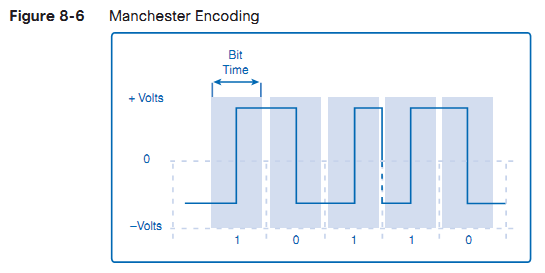 Figure 8-6 Manchester Encoding
Bit
Time
+ Volts
0
–Volts
1 0 1 1 0